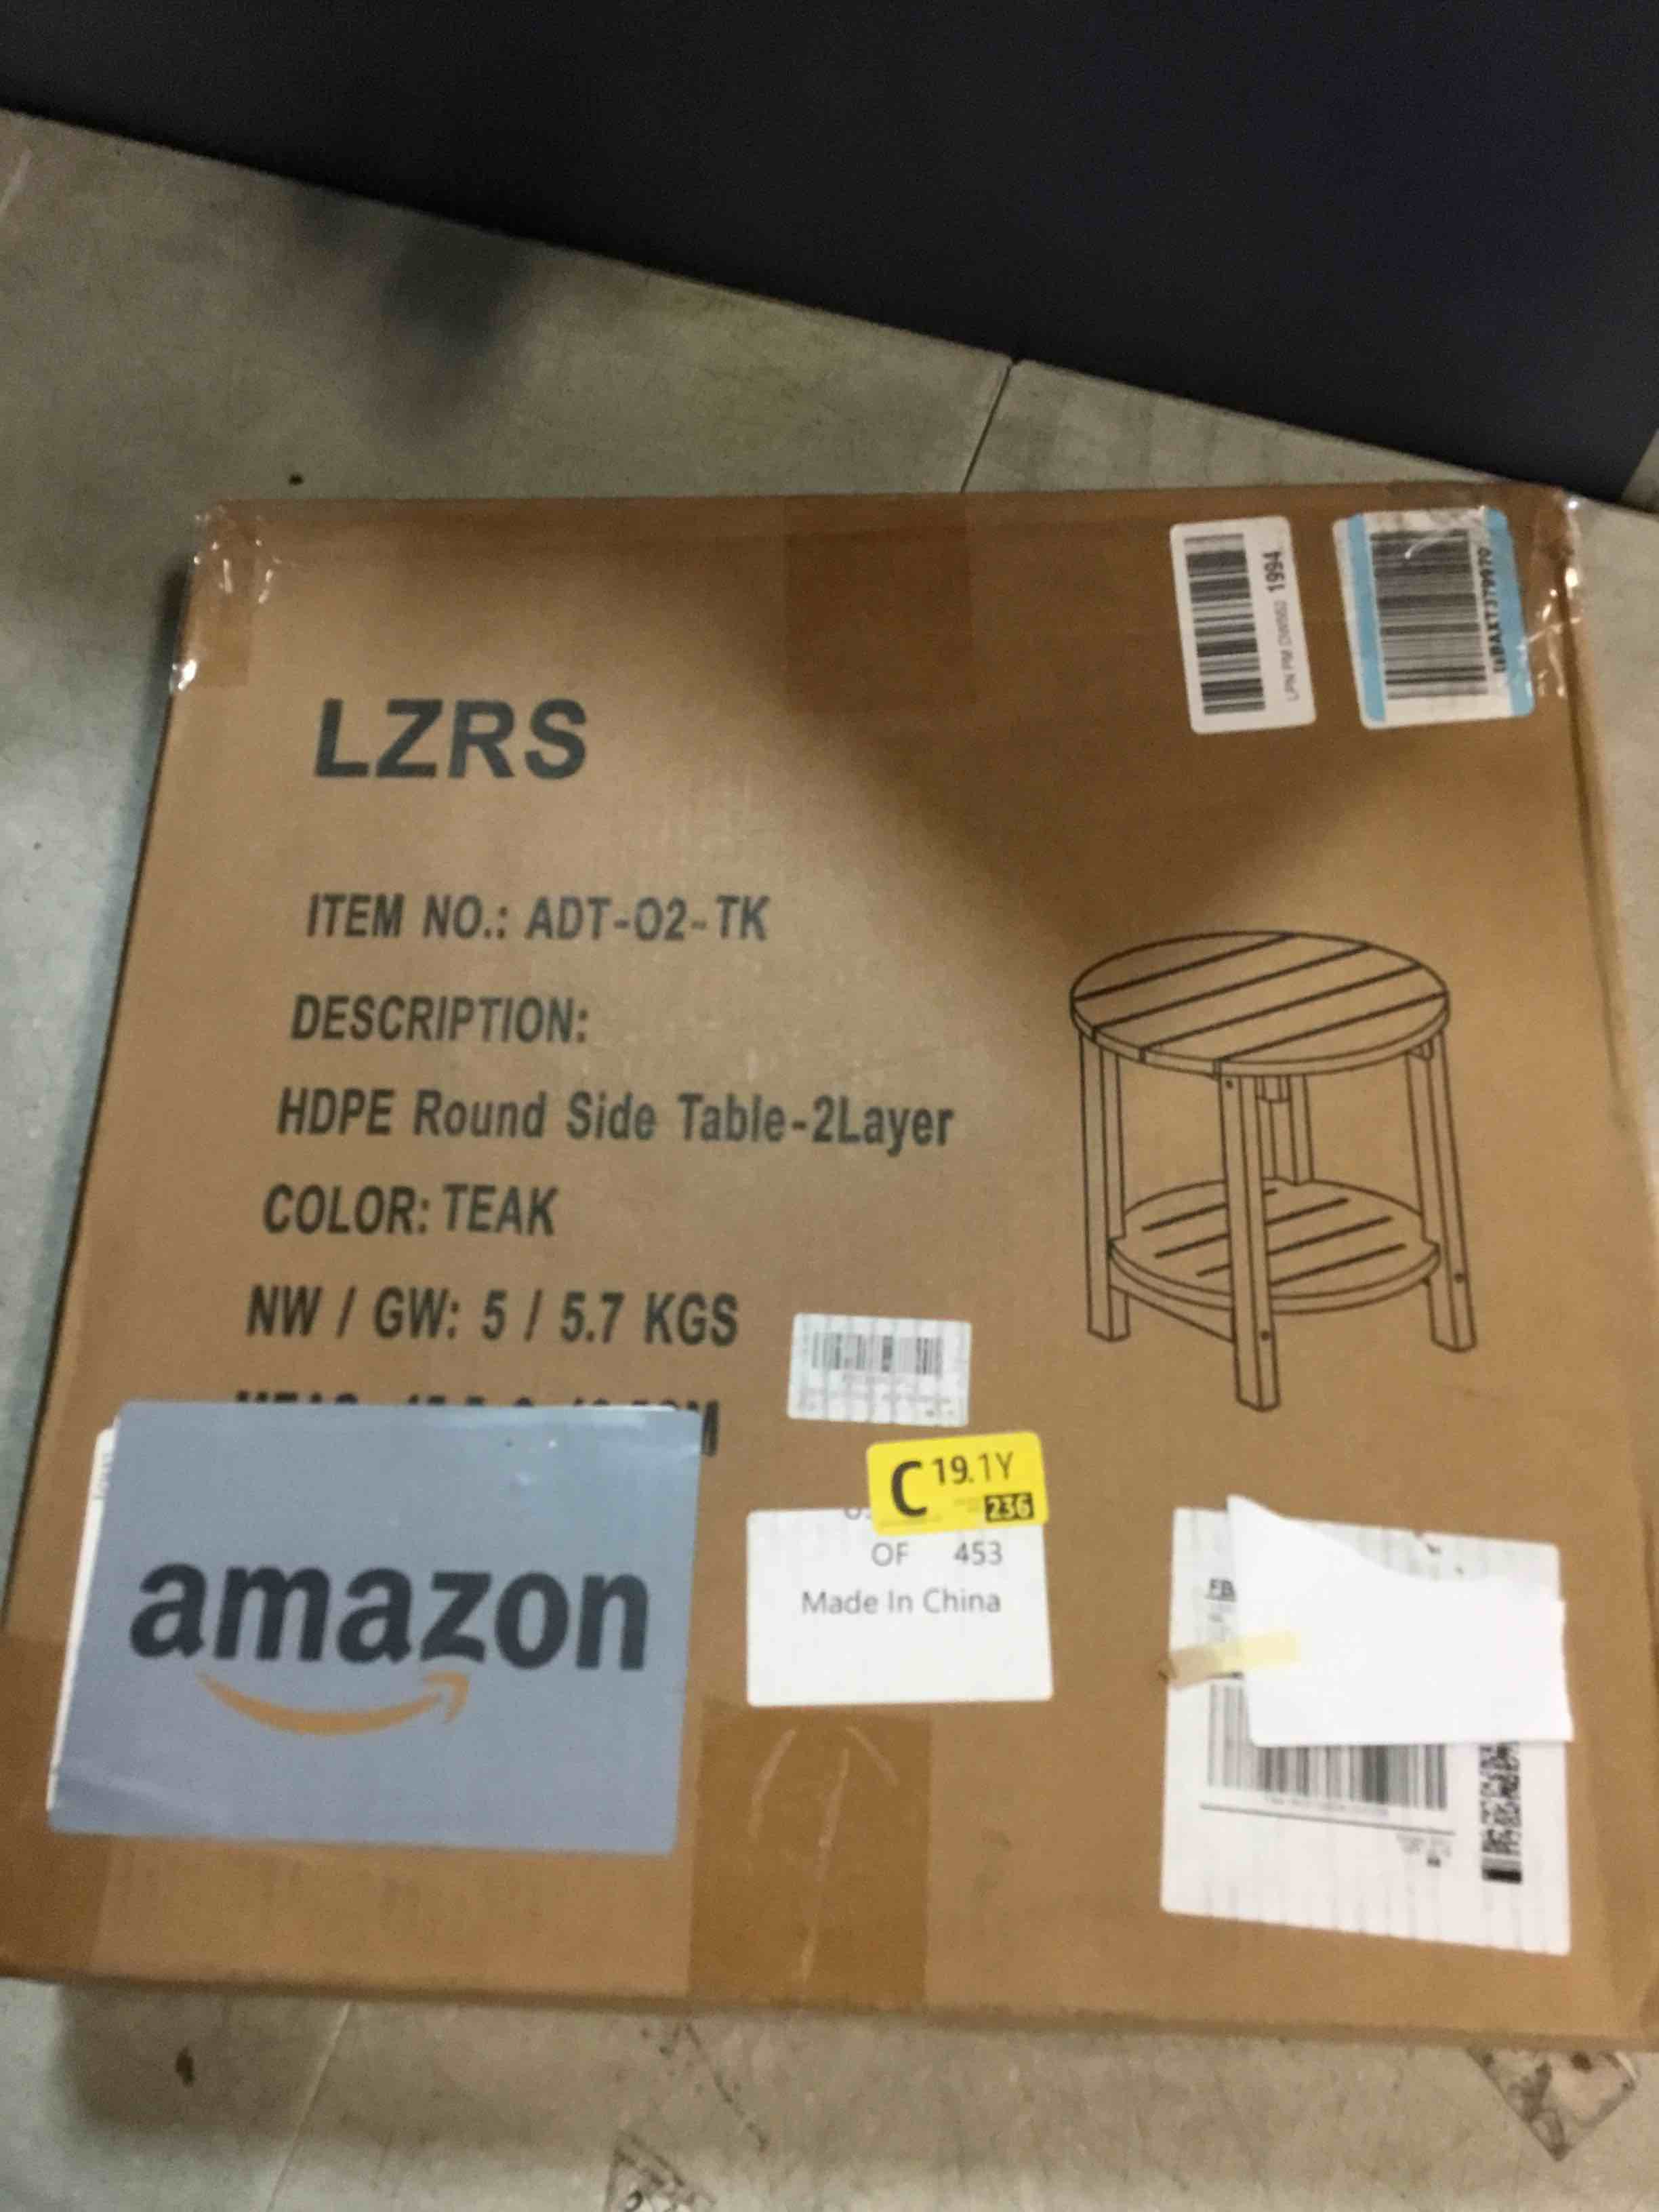 LZRS
1994
ITEM NO.: ADT-02-TK
DESCRIPTION:
HDPE Round Side Table-2Layer
COLOR: TEAK
NW / GW: 5 / 5.7 KGS
C 19.1Y
236
OF 453
Made In China
amazon